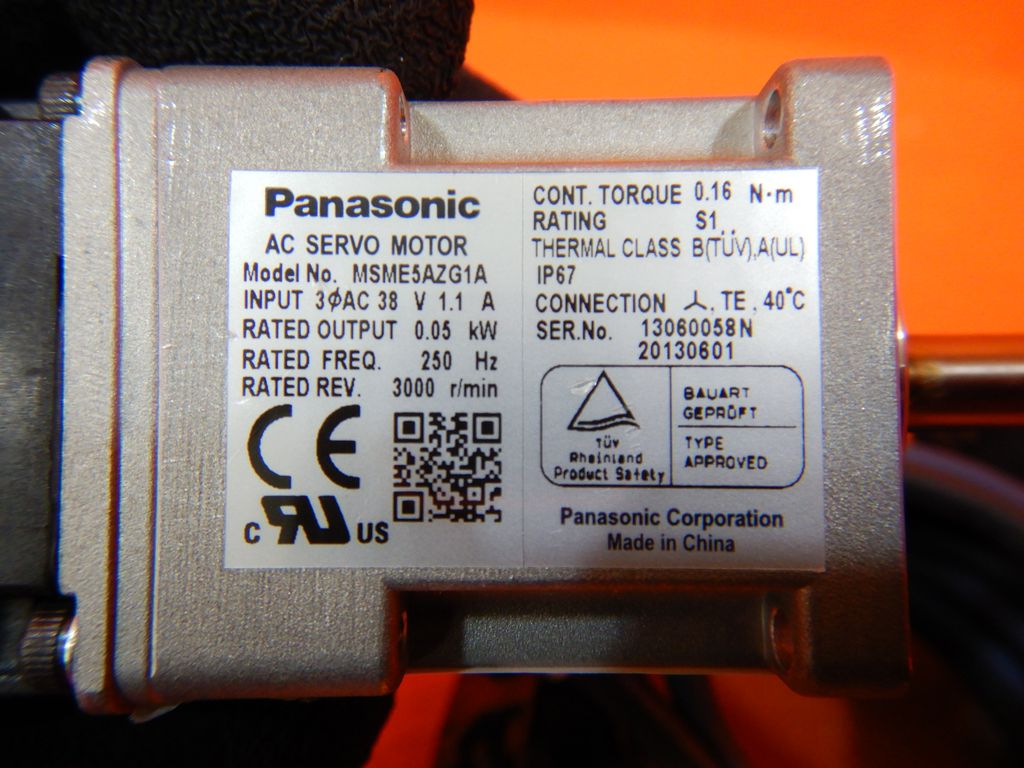 Panasonic
AC SERVO MOTOR
Model No. MSME5AZG1A
INPUT 3ϕAC 38 V 1.1 A
RATED OUTPUT 0.05 kW
RATED FREQ. 250 Hz
RATED REV. 3000 r/min
CE
C RU US
CONT. TORQUE 0.16 N·m
RATING S1
THERMAL CLASS B(TÜV),A(UL)
IP67
CONNECTION ⅄, TE, 40°C
SER.No. 13060058N
20130601
TÜV
Rheinland
Product Safety
BAUART
GEPRÜFT
TYPE
APPROVED
Panasonic Corporation
Made in China